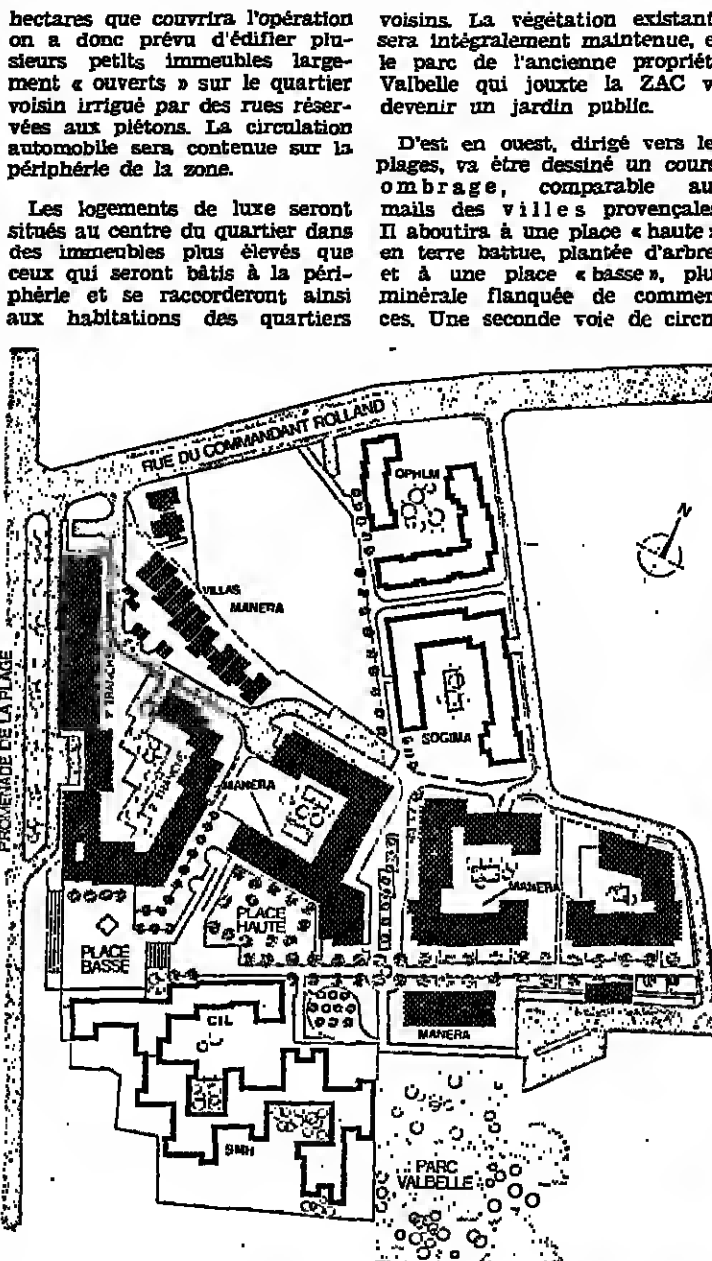 hectares que couvrira l'opération
on a donc prévu d'édifier plu-
sieurs petits immeubles large-
ment « ouverts » sur le quartier
voisin irrigué par des rues réser-
vées aux piétons. La circulation
automobile sera contenue sur la
périphérie de la zone.
Les logements de luxe seront
situés au centre du quartier dans
des immeubles plus élevés que
ceux qui seront bâtis à la péri-
phérie et se raccorderont ainsi
aux habitations des quartiers
voisins. La végétation existant
sera intégralement maintenue, e
le parc de l'ancienne propriét
Valbelle qui jouxte la ZAC v
devenir un jardin public.
D'est en ouest, dirigé vers le
plages, va être dessiné un cour
ombragé, comparable au
mails des villes provençales
Il aboutira à une place « haute »
en terre battue, plantée d'arbre
et à une place « basse », plu
minérale flanquée de commer
ces. Une seconde voie de circu
RUE DU COMMANDANT ROLLAND
OPHLM
N
VILLAS
MANERA
PROMENADE DE LA PLAGE
SOGIMA
2e TRANCHE
MANERA
MANERA
PLACE
HAUTE
PLACE
BASSE
CIL
MANERA
SMH
PARC
VALBELLE